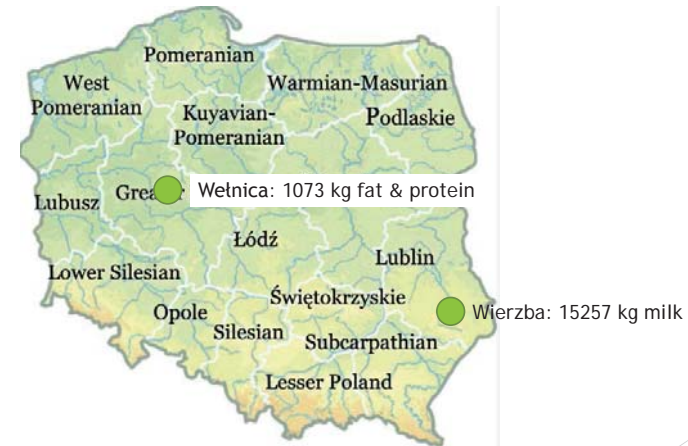 Pomeranian
West
Pomeranian
Warmian-Masurian
Kuyavian-
Pomeranian
Podlaskie
Lubusz
Wełnica: 1073 kg fat & protein
Łódź
Lublin
Lower Silesian
Świętokrzyskie
Opole
Wierzba: 15257 kg milk
Silesian
Subcarpathian
Lesser Poland